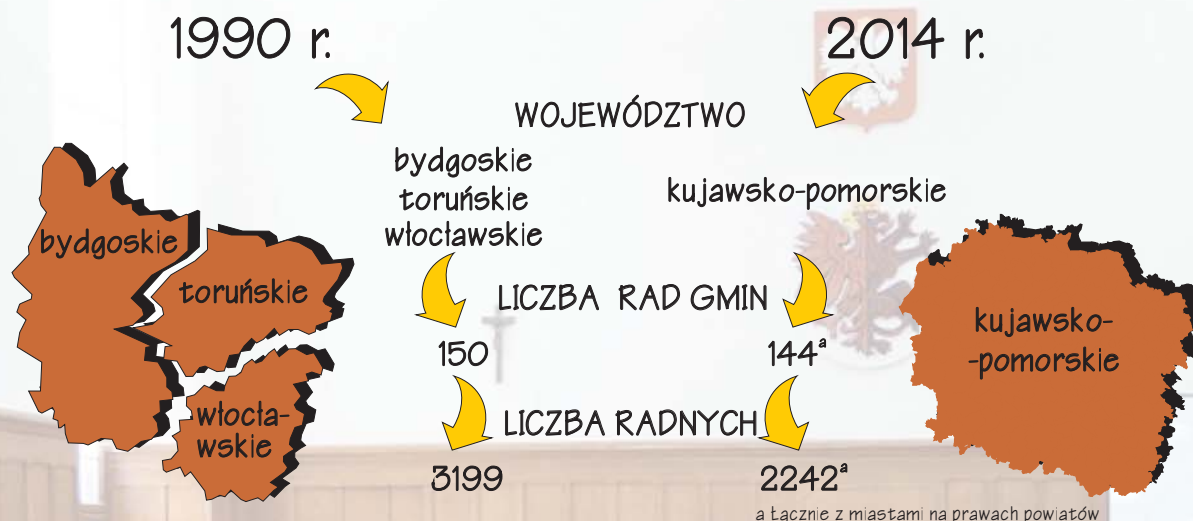 1990 r.
2014 r.
WOJEWÓDZTWO
bydgoskie
toruńskie
włocławskie
kujawsko-pomorskie
LICZBA RAD GMIN
150
144ᵃ
LICZBA RADNYCH
3199
2242ᵃ
bydgoskie
toruńskie
włocła-
wskie
kujawsko-
-pomorskie
a Łącznie z miastami na prawach powiatów